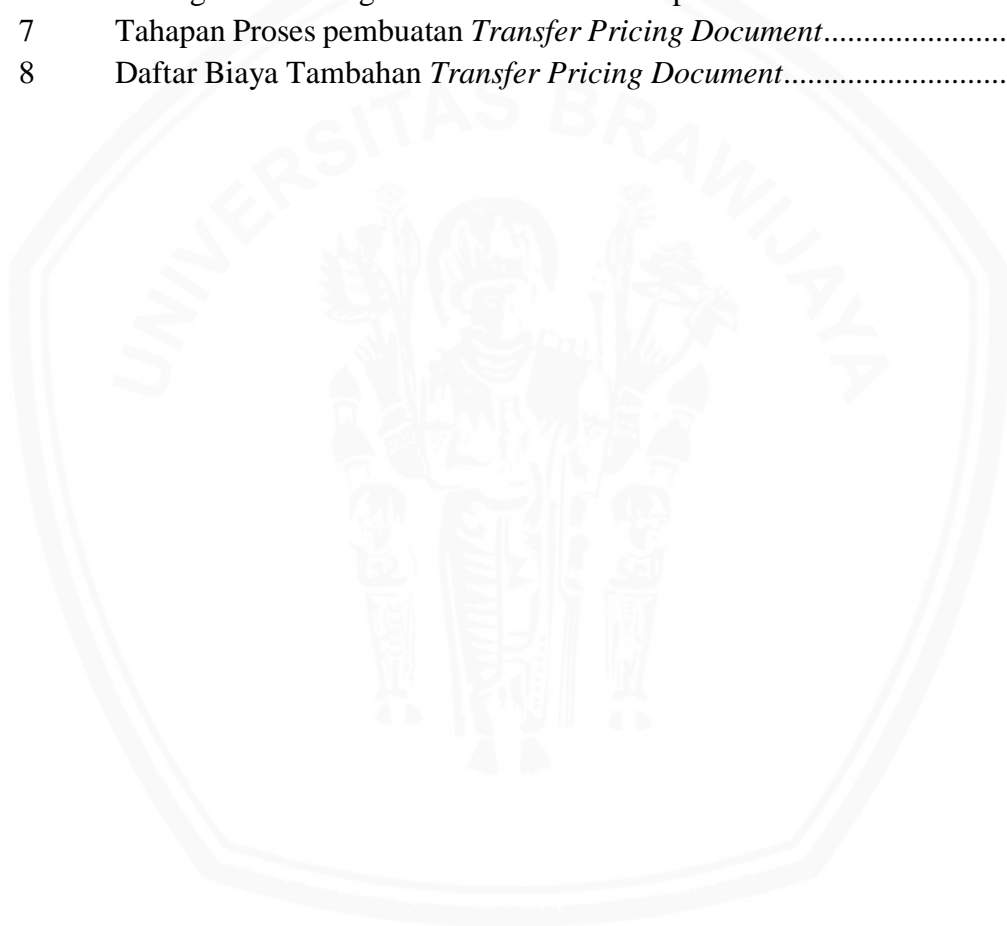 7 Tahapan Proses pembuatan Transfer Pricing Document......................
8 Daftar Biaya Tambahan Transfer Pricing Document...........................
UNIVERSITAS BRAWIJAYA